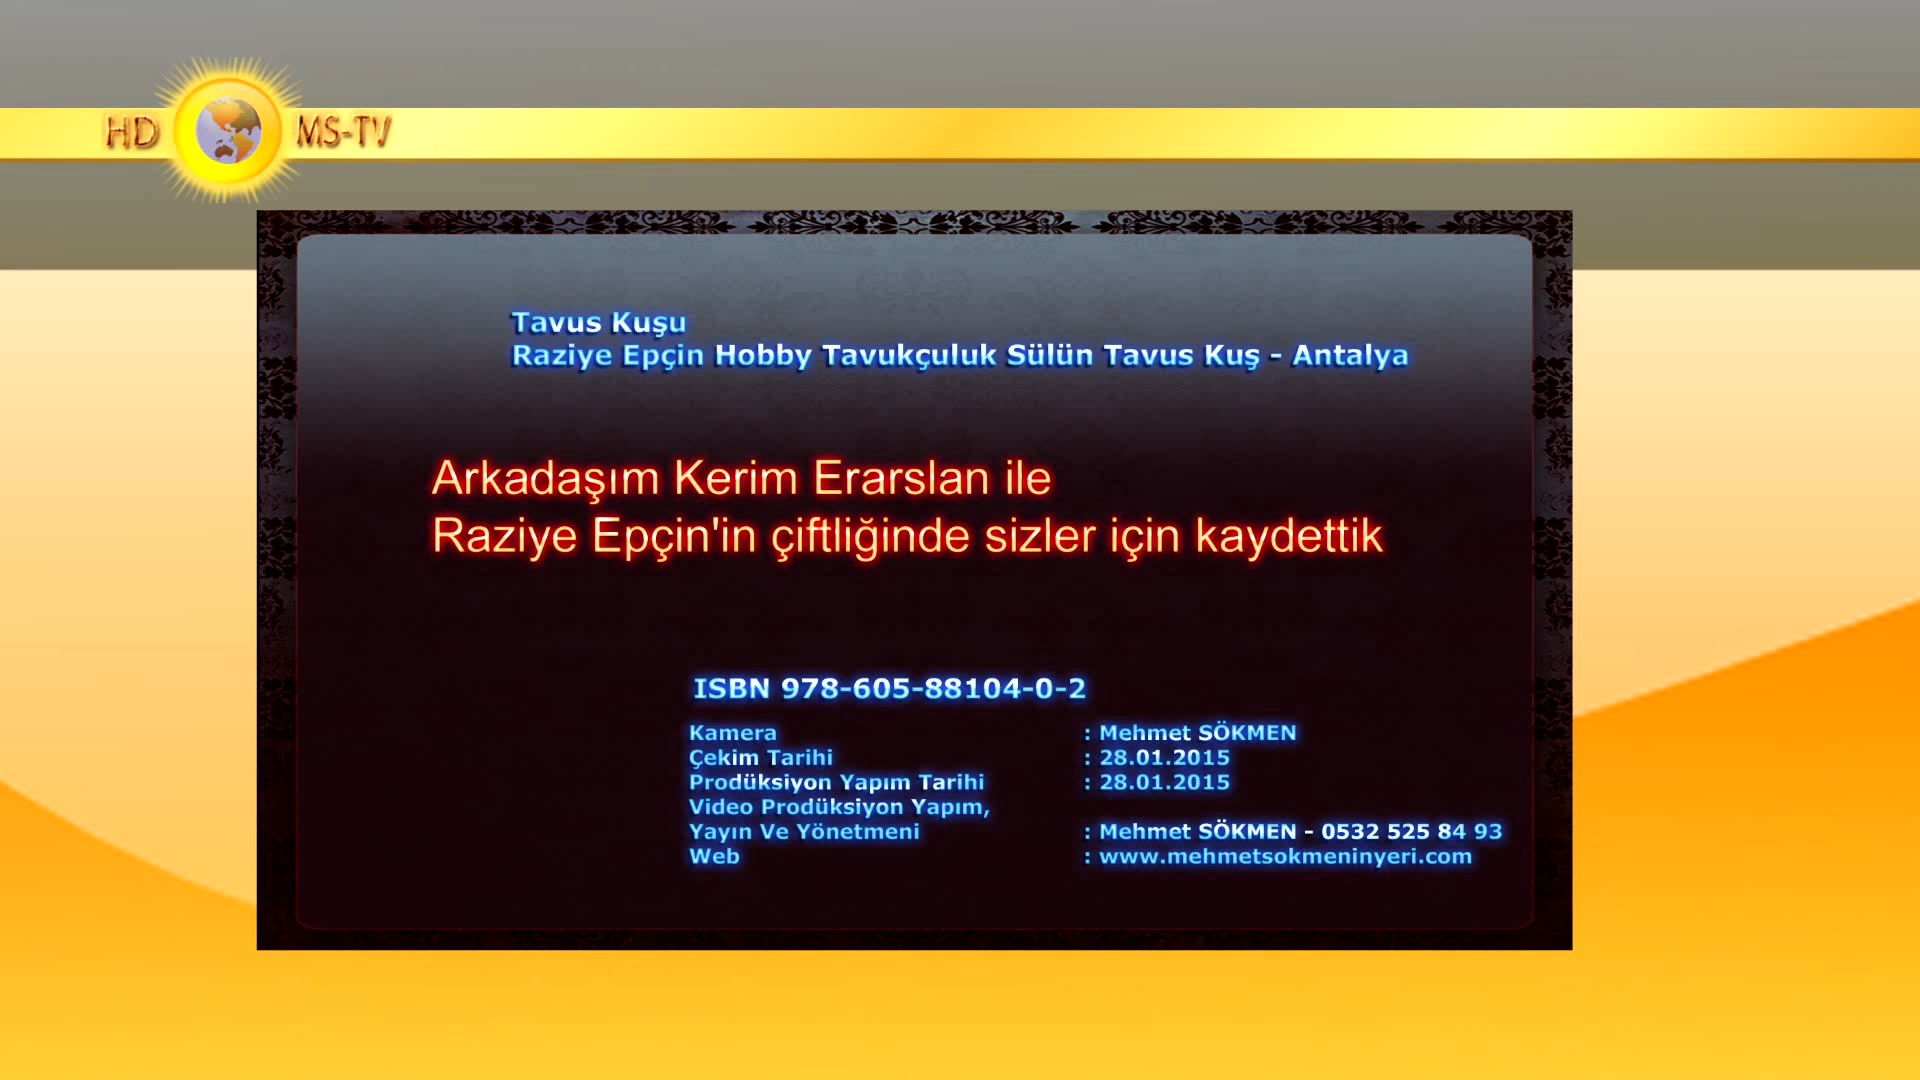 HD MS-TV
Tavus Kuşu
Raziye Epçin Hobby Tavukçuluk Sülün Tavus Kuş - Antalya
Arkadaşım Kerim Erarslan ile
Raziye Epçin'in çiftliğinde sizler için kaydettik
ISBN 978-605-88104-0-2
Kamera : Mehmet SÖKMEN
Çekim Tarihi : 28.01.2015
Prodüksiyon Yapım Tarihi : 28.01.2015
Video Prodüksiyon Yapım,
Yayın Ve Yönetmeni : Mehmet SÖKMEN - 0532 525 84 93
Web : www.mehmetsokmeninyeri.com